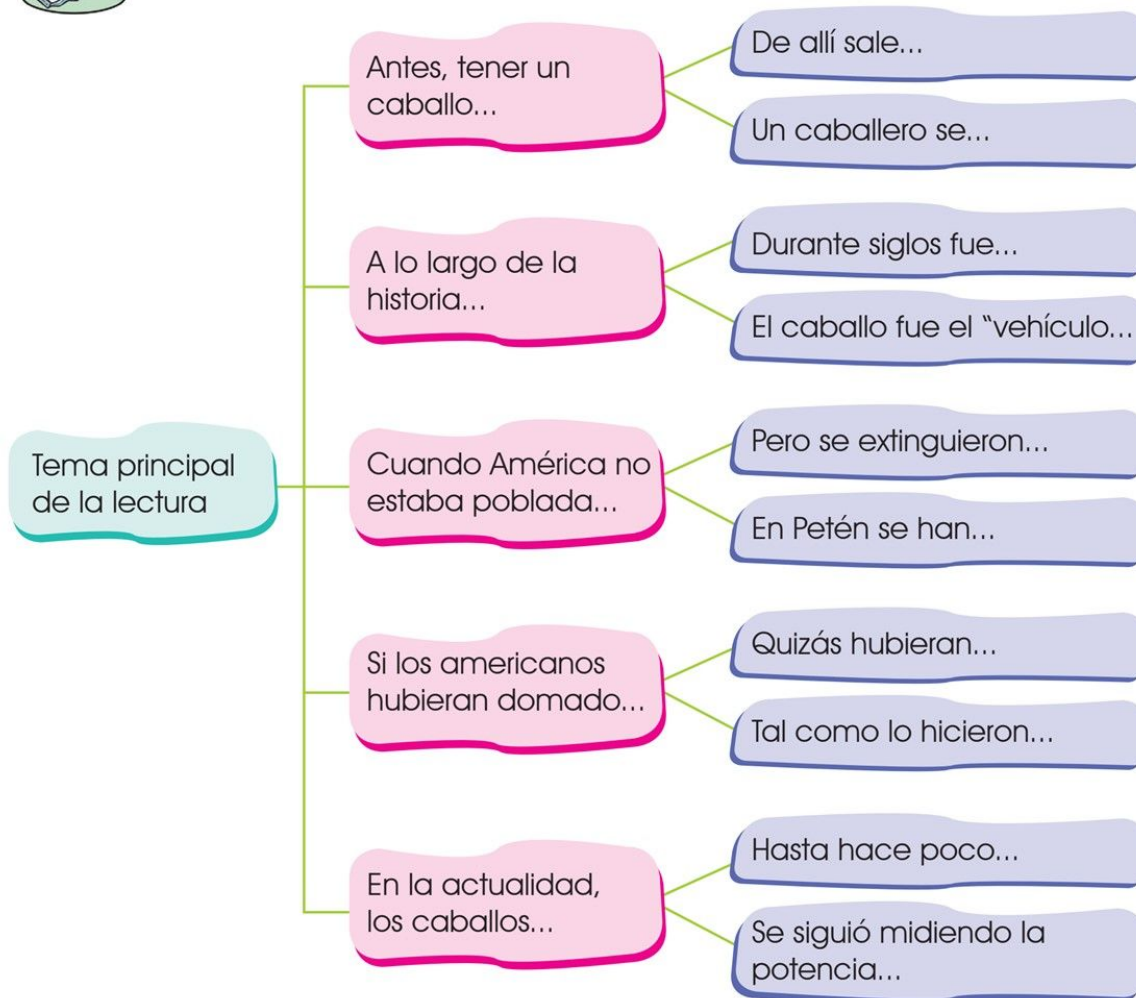 Tema principal
de la lectura
Antes, tener un
caballo...
De allí sale...
Un caballero se...
A lo largo de la
historia...
Durante siglos fue...
El caballo fue el “vehículo...
Cuando América no
estaba poblada...
Pero se extinguieron...
En Petén se han...
Si los americanos
hubieran domado...
Quizás hubieran...
Tal como lo hicieron...
En la actualidad,
los caballos...
Hasta hace poco...
Se siguió midiendo la
potencia...